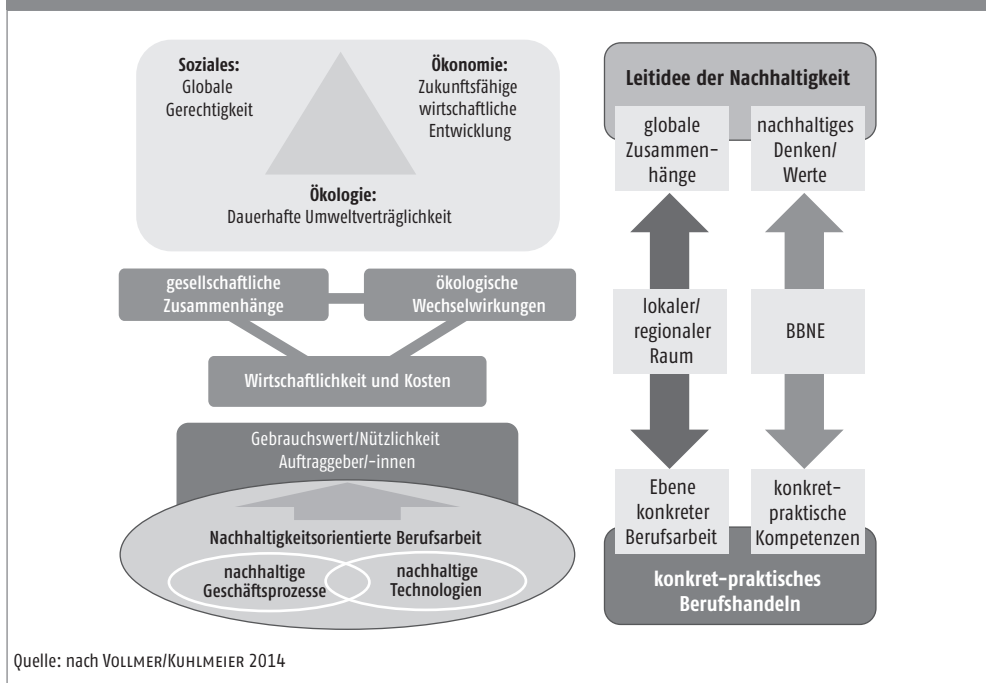 Soziales:
Globale
Gerechtigkeit
Ökonomie:
Zukunftsfähige
wirtschaftliche
Entwicklung
Ökologie:
Dauerhafte Umweltverträglichkeit
gesellschaftliche
Zusammenhänge
ökologische
Wechselwirkungen
Wirtschaftlichkeit und Kosten
Gebrauchswert/Nützlichkeit
Auftraggeber/-innen
Nachhaltigkeitsorientierte Berufsarbeit
nachhaltige
Geschäftsprozesse
nachhaltige
Technologien
Leitidee der Nachhaltigkeit
globale
Zusammen-
hänge
nachhaltiges
Denken/
Werte
lokaler/
regionaler
Raum
BBNE
Ebene
konkreter
Berufsarbeit
konkret-
praktische
Kompetenzen
konkret-praktisches
Berufshandeln
Quelle: nach VOLLMER/KUHLMEIER 2014